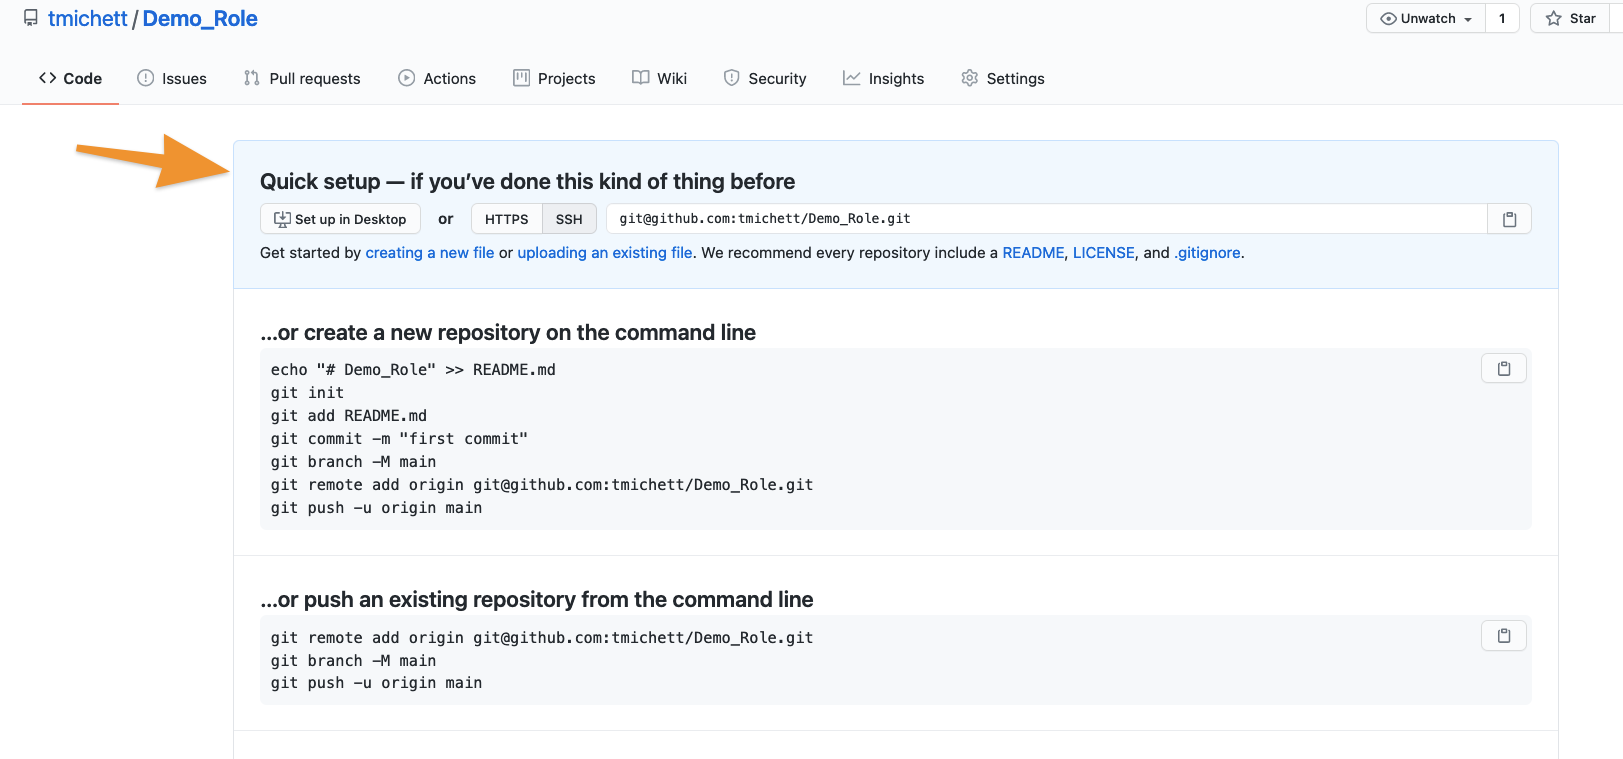 tmichett / Demo_Role
Unwatch 1 Star
Code Issues Pull requests Actions Projects Wiki Security Insights Settings
Quick setup — if you’ve done this kind of thing before
Set up in Desktop or HTTPS SSH git@github.com:tmichett/Demo_Role.git
Get started by creating a new file or uploading an existing file. We recommend every repository include a README, LICENSE, and .gitignore.
…or create a new repository on the command line
echo "# Demo_Role" >> README.md
git init
git add README.md
git commit -m "first commit"
git branch -M main
git remote add origin git@github.com:tmichett/Demo_Role.git
git push -u origin main
…or push an existing repository from the command line
git remote add origin git@github.com:tmichett/Demo_Role.git
git branch -M main
git push -u origin main